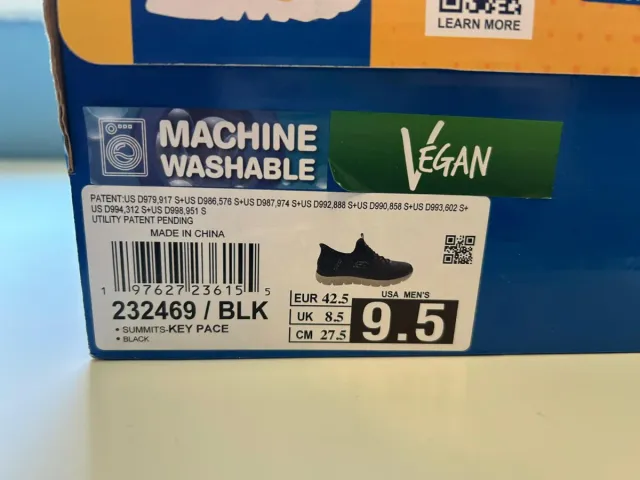 LEARN MORE
MACHINE
WASHABLE
VEGAN
PATENT:US D979,917 S+US D986,576 S+US D987,974 S+US D992,888 S+US D990,858 S+US D993,602 S+
US D994,312 S+US D998,951 S
UTILITY PATENT PENDING
MADE IN CHINA
1 97627 23615 5
232469 / BLK
• SUMMITS-KEY PACE
• BLACK
EUR 42.5
UK 8.5
CM 27.5
USA MEN'S
9.5